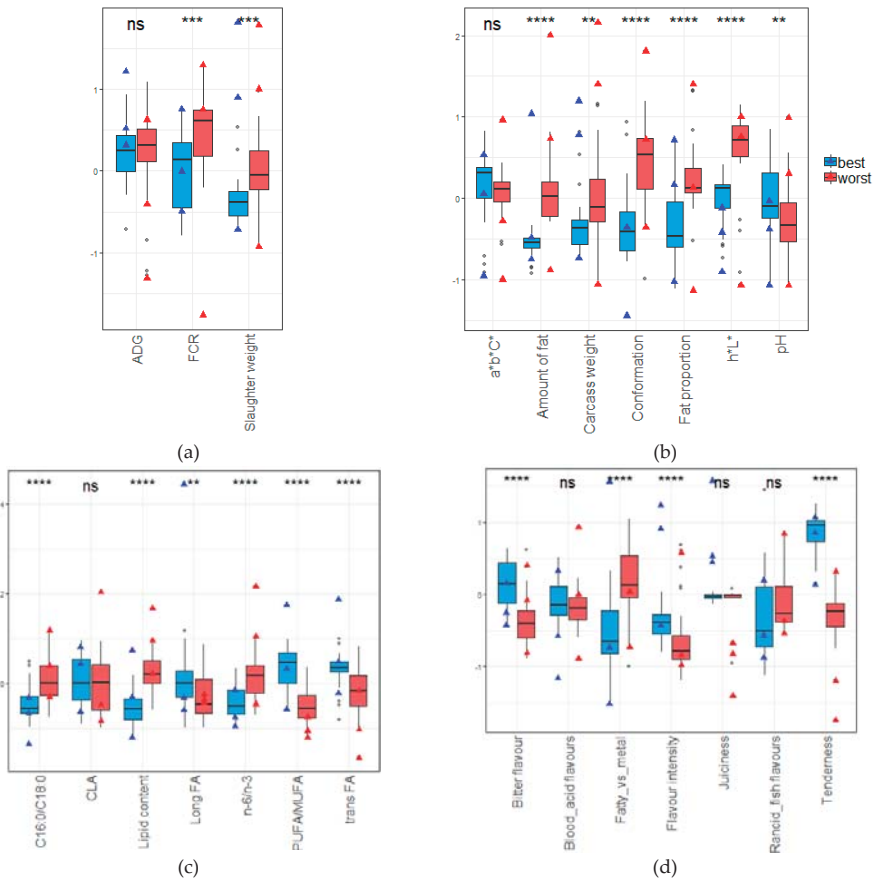 ns
***
***
1
0
-1
ADG
FCR
Slaughter weight
(a)
ns
****
**
****
****
****
**
2
1
0
-1
a*b*C*
Amount of fat
Carcass weight
Conformation
Fat proportion
h*L*
pH
best
worst
(b)
****
ns
****
**
****
****
****
4
2
0
C16:0/C18:0
CLA
Lipid content
Long FA
n-6/n-3
PUFA/MUFA
trans FA
(c)
****
ns
****
****
ns
ns
****
1
0
-1
Bitter flavour
Blood_acid flavours
Fatty_vs_metal
Flavour intensity
Juiciness
Rancid_fish flavours
Tenderness
(d)